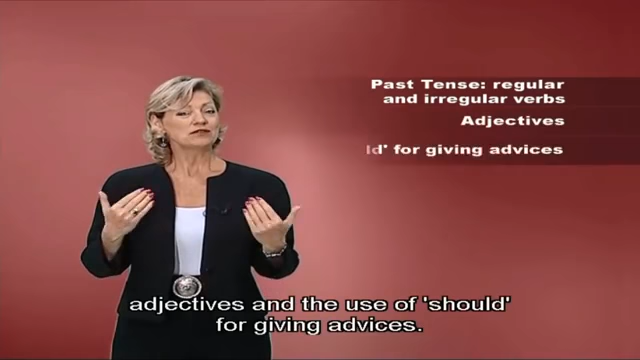 Past Tense: regular
and irregular verbs
Adjectives
ld' for giving advices
adjectives and the use of 'should'
for giving advices.